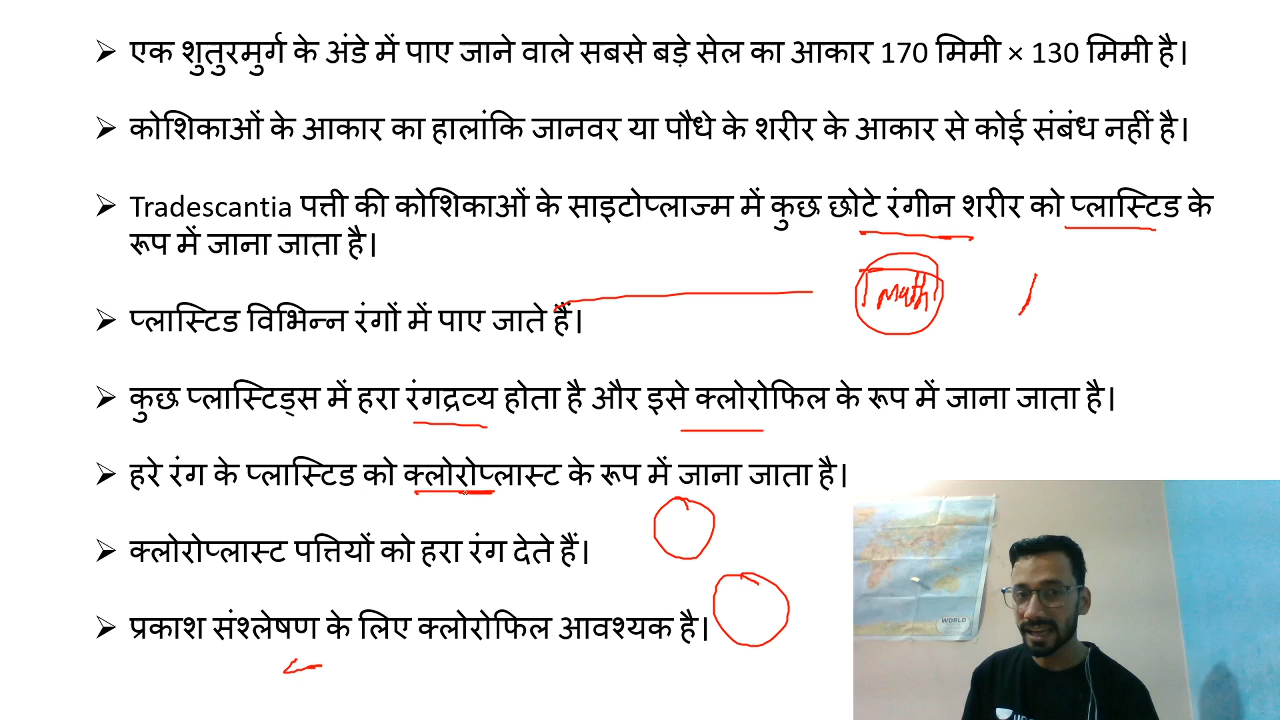 ➢ एक शुतुरमुर्ग के अंडे में पाए जाने वाले सबसे बड़े सेल का आकार 170 मिमी × 130 मिमी है।
➢ कोशिकाओं के आकार का हालांकि जानवर या पौधे के शरीर के आकार से कोई संबंध नहीं है।
➢ Tradescantia पत्ती की कोशिकाओं के साइटोप्लाज्म में कुछ छोटे रंगीन शरीर को प्लास्टिड के
रूप में जाना जाता है।
math
➢ प्लास्टिड विभिन्न रंगों में पाए जाते हैं।
➢ कुछ प्लास्टिड्स में हरा रंगद्रव्य होता है और इसे क्लोरोफिल के रूप में जाना जाता है।
➢ हरे रंग के प्लास्टिड को क्लोरोप्लास्ट के रूप में जाना जाता है।
➢ क्लोरोप्लास्ट पत्तियों को हरा रंग देते हैं।
➢ प्रकाश संश्लेषण के लिए क्लोरोफिल आवश्यक है।
WORLD